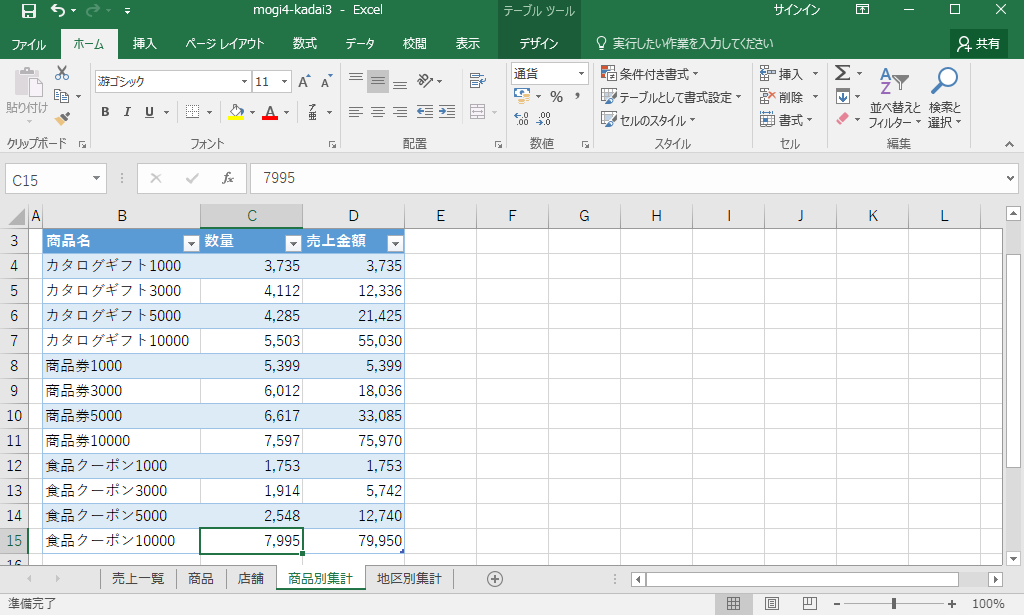 mogi4-kadai3 - Excel
テーブル ツール
サインイン
ファイル ホーム 挿入 ページ レイアウト 数式 データ 校閲 表示 デザイン 実行したい作業を入力してください 共有
貼り付け
クリップボード
游ゴシック 11
B I U A
フォント
配置
通貨
% ,
数値
条件付き書式
テーブルとして書式設定
セルのスタイル
スタイル
挿入
削除
書式
セル
並べ替えと
フィルター
検索と
選択
編集
C15 fx 7995
A B C D E F G H I J K L
3 商品名 数量 売上金額
4 カタログギフト1000 3,735 3,735
5 カタログギフト3000 4,112 12,336
6 カタログギフト5000 4,285 21,425
7 カタログギフト10000 5,503 55,030
8 商品券1000 5,399 5,399
9 商品券3000 6,012 18,036
10 商品券5000 6,617 33,085
11 商品券10000 7,597 75,970
12 食品クーポン1000 1,753 1,753
13 食品クーポン3000 1,914 5,742
14 食品クーポン5000 2,548 12,740
15 食品クーポン10000 7,995 79,950
16
売上一覧 商品 店舗 商品別集計 地区別集計
準備完了 100%